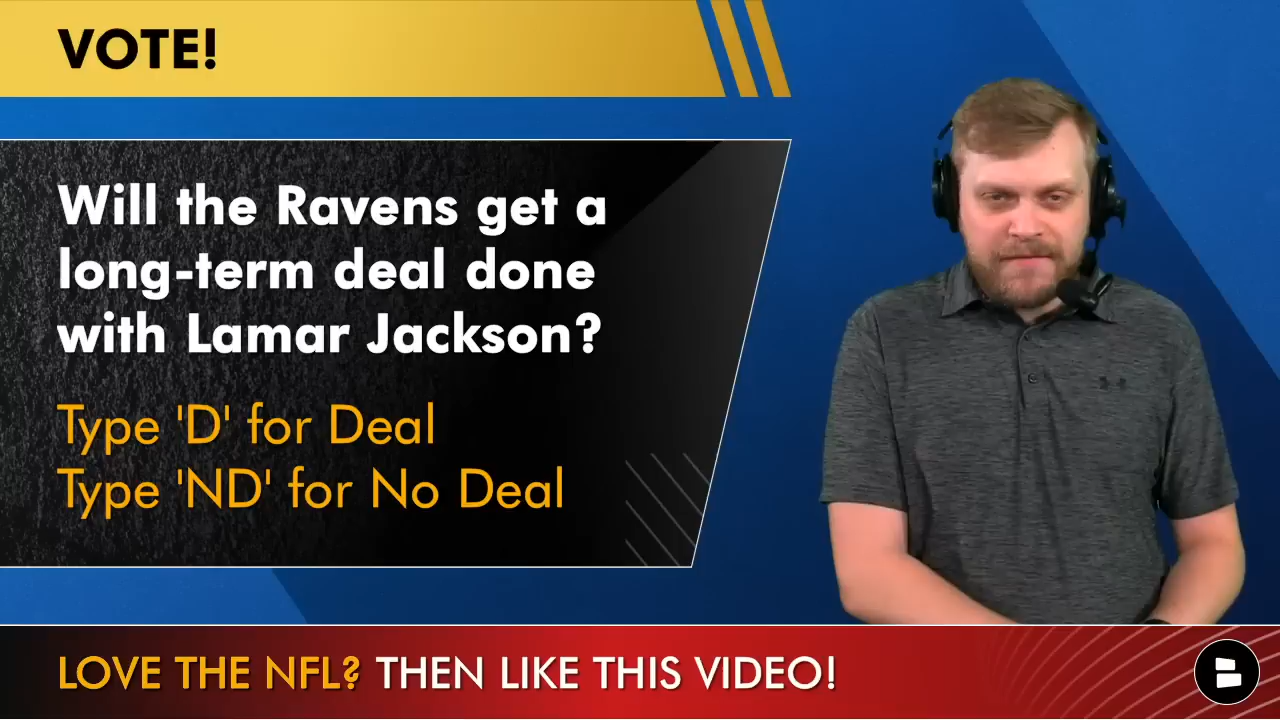 VOTE!
Will the Ravens get a
long-term deal done
with Lamar Jackson?
Type 'D' for Deal
Type 'ND' for No Deal
LOVE THE NFL? THEN LIKE THIS VIDEO!